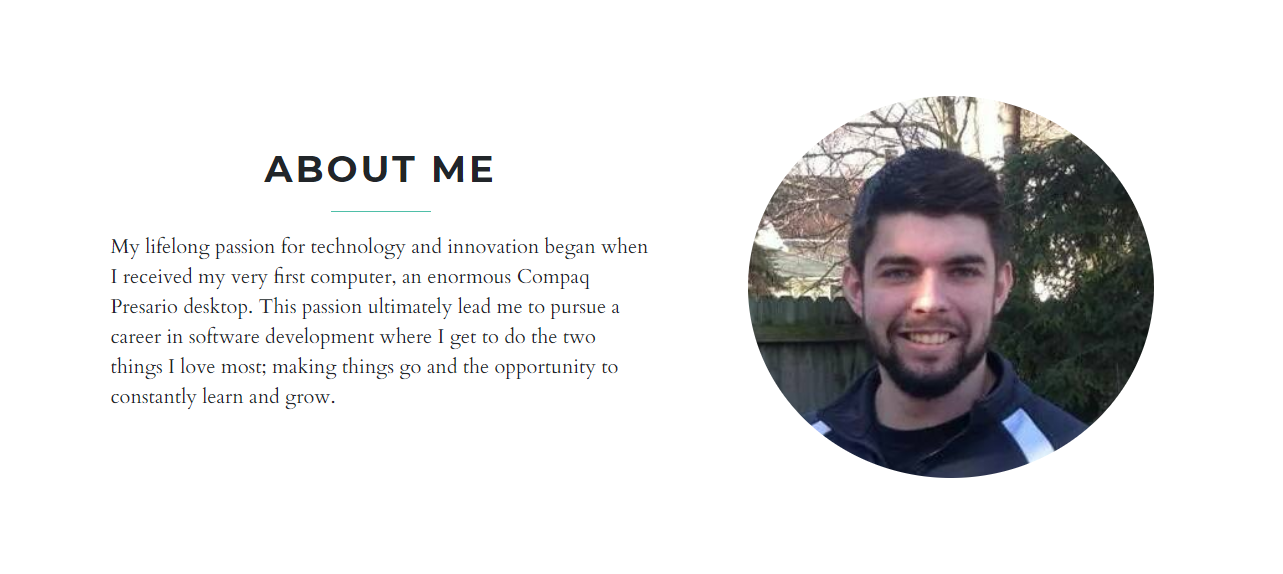 ABOUT ME
My lifelong passion for technology and innovation began when
I received my very first computer, an enormous Compaq
Presario desktop. This passion ultimately lead me to pursue a
career in software development where I get to do the two
things I love most; making things go and the opportunity to
constantly learn and grow.